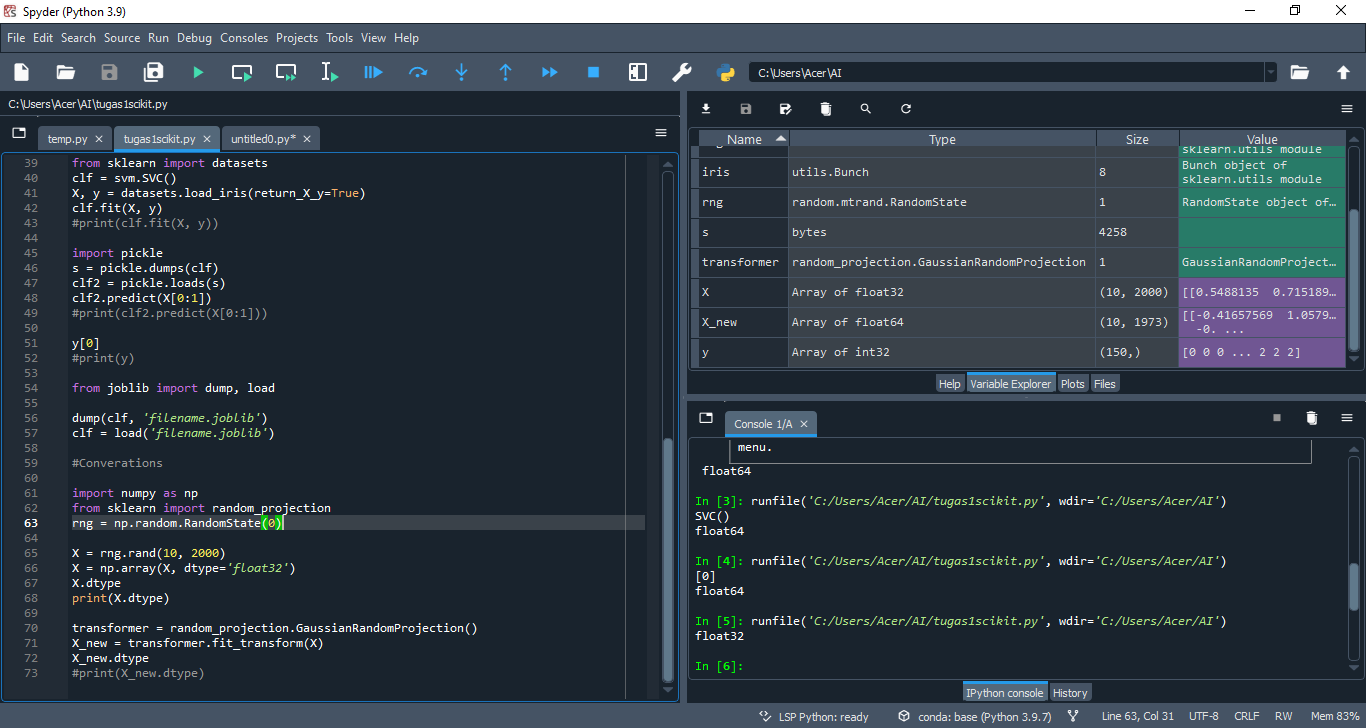 Spyder (Python 3.9)
File Edit Search Source Run Debug Consoles Projects Tools View Help
C:\Users\Acer\AI
C:\Users\Acer\AI\tugas1scikit.py
temp.py tugas1scikit.py untitled0.py*
39 from sklearn import datasets
40 clf = svm.SVC()
41 X, y = datasets.load_iris(return_X_y=True)
42 clf.fit(X, y)
43 #print(clf.fit(X, y))
44
45 import pickle
46 s = pickle.dumps(clf)
47 clf2 = pickle.loads(s)
48 clf2.predict(X[0:1])
49 #print(clf2.predict(X[0:1]))
50
51 y[0]
52 #print(y)
53
54 from joblib import dump, load
55
56 dump(clf, 'filename.joblib')
57 clf = load('filename.joblib')
58
59 #Converations
60
61 import numpy as np
62 from sklearn import random_projection
63 rng = np.random.RandomState(0)
64
65 X = rng.rand(10, 2000)
66 X = np.array(X, dtype='float32')
67 X.dtype
68 print(X.dtype)
69
70 transformer = random_projection.GaussianRandomProjection()
71 X_new = transformer.fit_transform(X)
72 X_new.dtype
73 #print(X_new.dtype)
Name Type Size Value
sklearn.utils module
iris utils.Bunch 8 Bunch object of
sklearn.utils module
rng random.mtrand.RandomState 1 RandomState object of…
s bytes 4258
transformer random_projection.GaussianRandomProjection 1 GaussianRandomProject…
X Array of float32 (10, 2000) [[0.5488135 0.715189…
X_new Array of float64 (10, 1973) [[-0.41657569 1.0579…
-0. ...
y Array of int32 (150,) [0 0 0 ... 2 2 2]
Help Variable Explorer Plots Files
Console 1/A
menu.
float64
In [3]: runfile('C:/Users/Acer/AI/tugas1scikit.py', wdir='C:/Users/Acer/AI')
SVC()
float64
In [4]: runfile('C:/Users/Acer/AI/tugas1scikit.py', wdir='C:/Users/Acer/AI')
[0]
float64
In [5]: runfile('C:/Users/Acer/AI/tugas1scikit.py', wdir='C:/Users/Acer/AI')
float32
In [6]:
IPython console History
LSP Python: ready conda: base (Python 3.9.7) Line 63, Col 31 UTF-8 CRLF RW Mem 83%